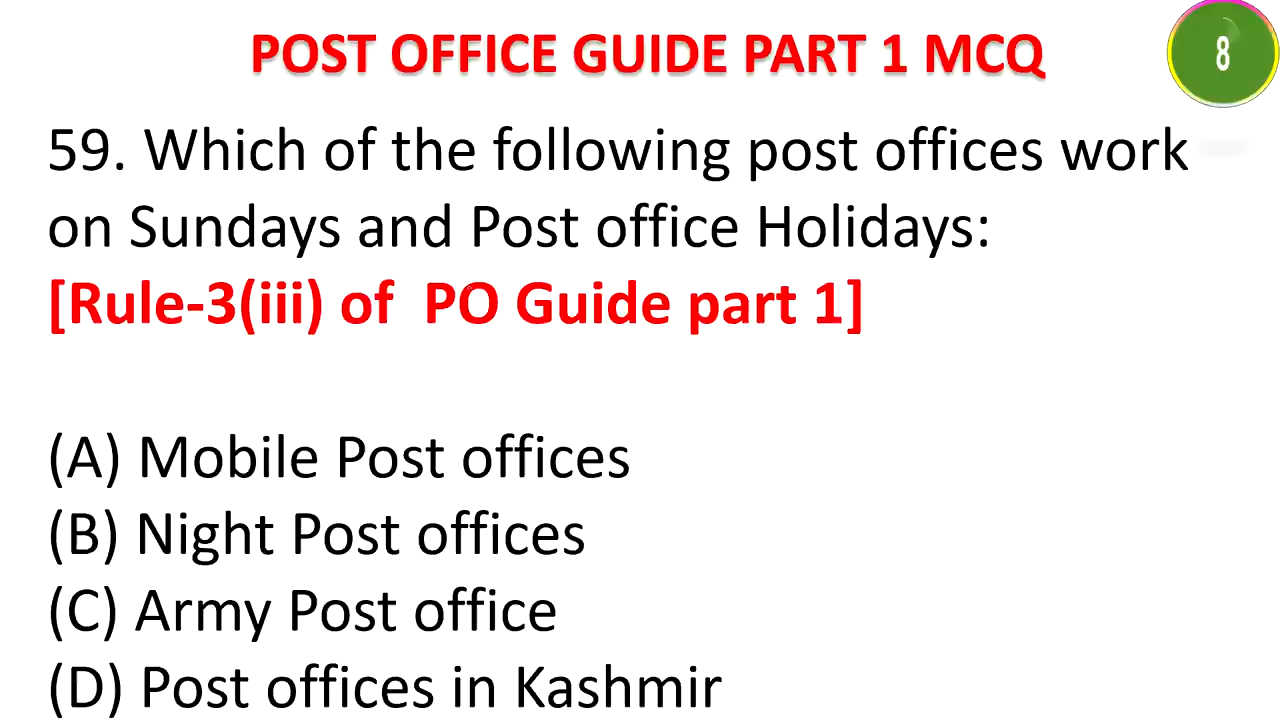 POST OFFICE GUIDE PART 1 MCQ
8
59. Which of the following post offices work
on Sundays and Post office Holidays:
[Rule-3(iii) of PO Guide part 1]
(A) Mobile Post offices
(B) Night Post offices
(C) Army Post office
(D) Post offices in Kashmir